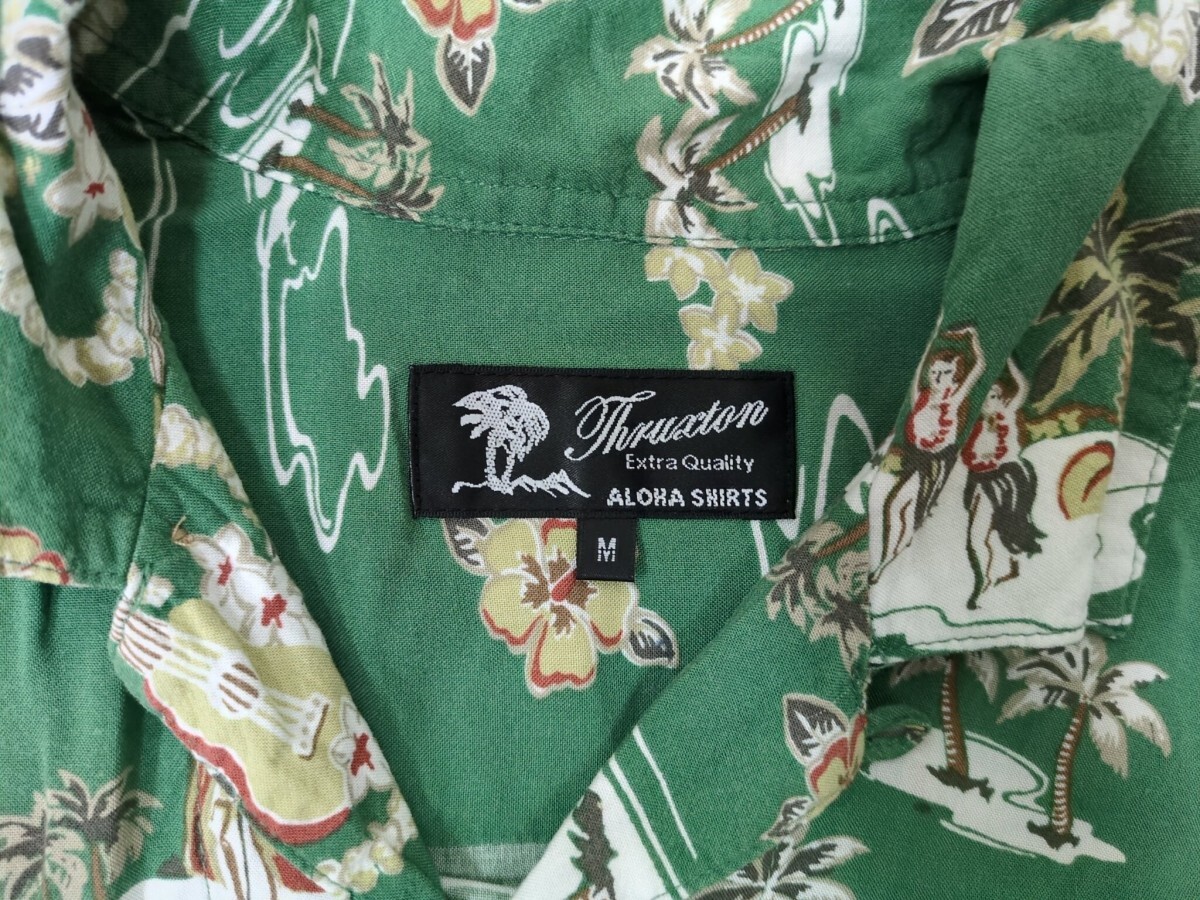 Thruxton
Extra Quality
ALOHA SHIRTS
M